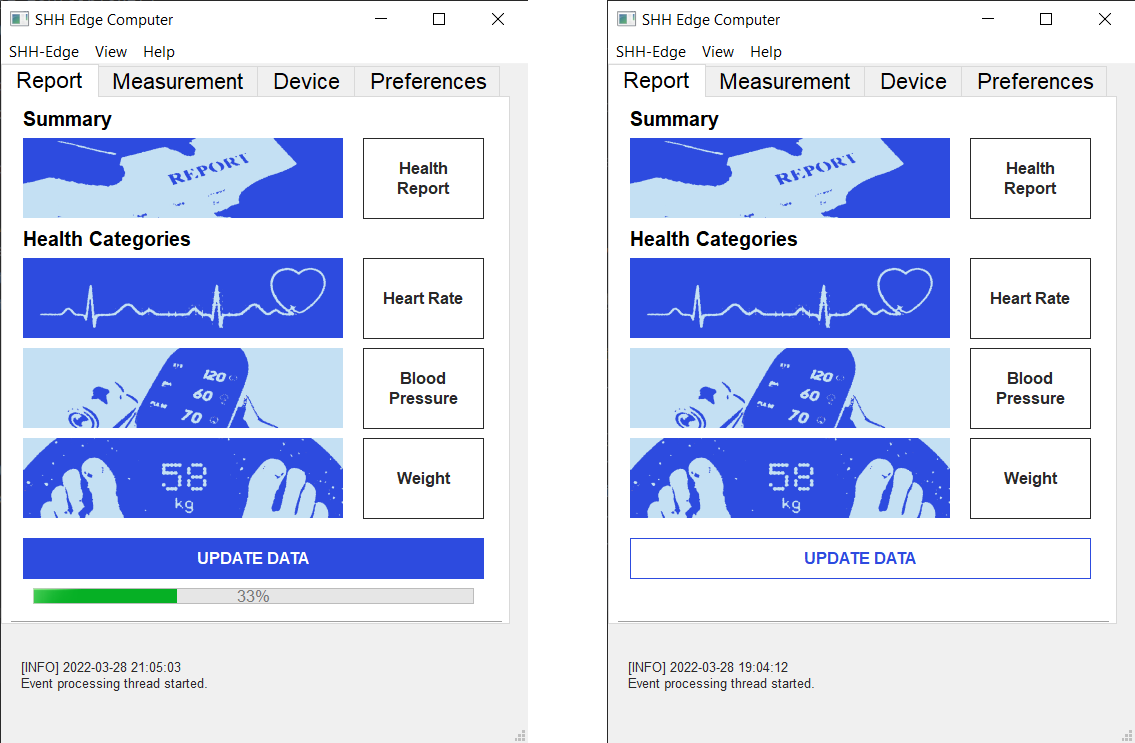 SHH Edge Computer
SHH-Edge View Help
Report Measurement Device Preferences
Summary
REPORT
Health
Report
Health Categories
Heart Rate
120
60
70
Blood
Pressure
58
kg
Weight
UPDATE DATA
33%
[INFO] 2022-03-28 21:05:03
Event processing thread started.
SHH Edge Computer
SHH-Edge View Help
Report Measurement Device Preferences
Summary
REPORT
Health
Report
Health Categories
Heart Rate
120
60
70
Blood
Pressure
58
kg
Weight
UPDATE DATA
[INFO] 2022-03-28 19:04:12
Event processing thread started.